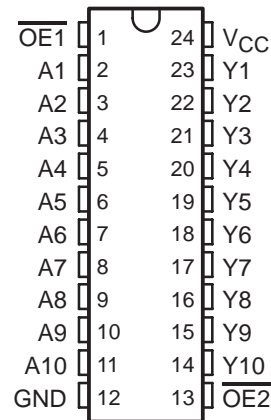 O̅E̅1̅ 1 24 VCC
A1 2 23 Y1
A2 3 22 Y2
A3 4 21 Y3
A4 5 20 Y4
A5 6 19 Y5
A6 7 18 Y6
A7 8 17 Y7
A8 9 16 Y8
A9 10 15 Y9
A10 11 14 Y10
GND 12 13 O̅E̅2̅